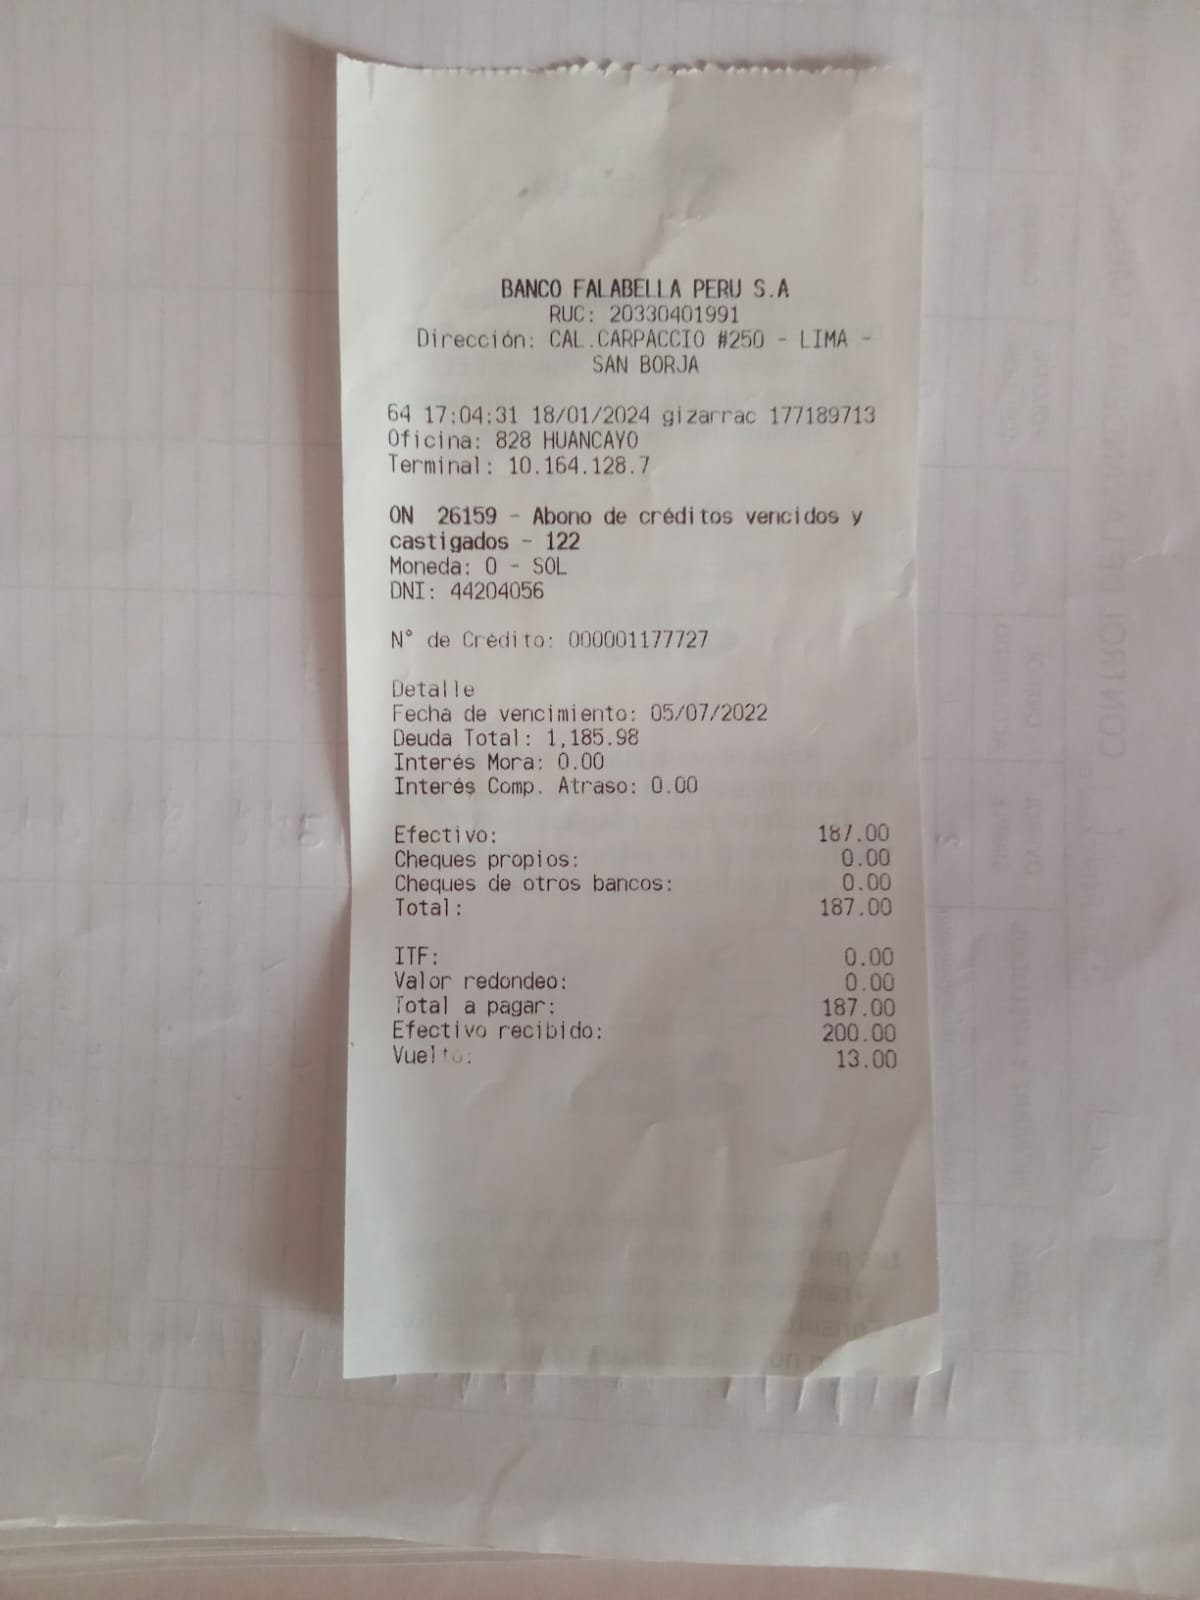 BANCO FALABELLA PERU S.A
RUC: 20330401991
Dirección: CAL.CARPACCIO #250 - LIMA -
SAN BORJA
64 17:04:31 18/01/2024 gizarrac 177189713
Oficina: 828 HUANCAYO
Terminal: 10.164.128.7
ON 26159 - Abono de créditos vencidos y
castigados - 122
Moneda: 0 - SOL
DNI: 44204056
N° de Crédito: 000001177727
Detalle
Fecha de vencimiento: 05/07/2022
Deuda Total: 1,185.98
Interés Mora: 0.00
Interés Comp. Atraso: 0.00
Efectivo: 187.00
Cheques propios: 0.00
Cheques de otros bancos: 0.00
Total: 187.00
ITF: 0.00
Valor redondeo: 0.00
Total a pagar: 187.00
Efectivo recibido: 200.00
Vuelto: 13.00